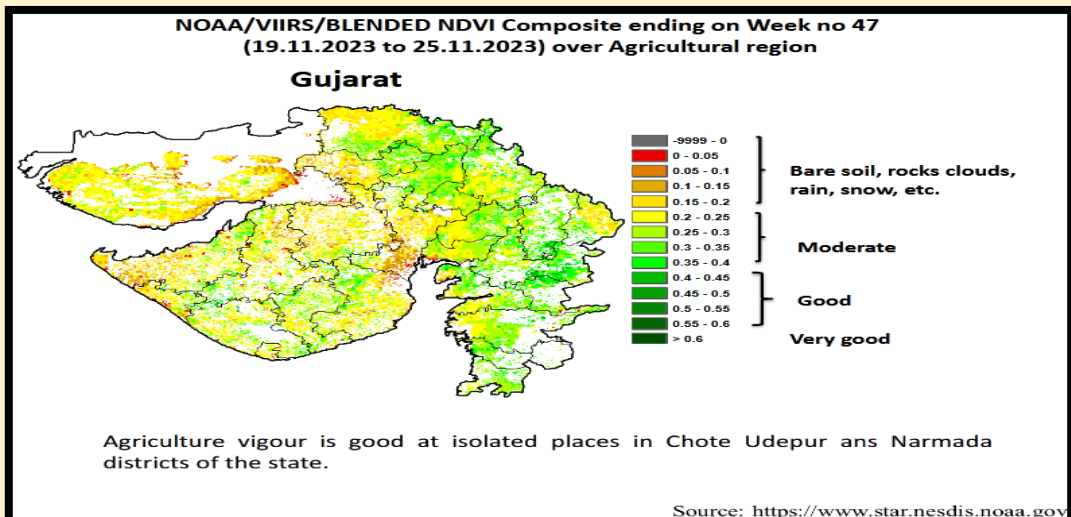 NOAA/VIIRS/BLENDED NDVI Composite ending on Week no 47
(19.11.2023 to 25.11.2023) over Agricultural region
Gujarat
-9999 - 0
0 - 0.05
0.05 - 0.1
0.1 - 0.15
0.15 - 0.2
0.2 - 0.25
0.25 - 0.3
0.3 - 0.35
0.35 - 0.4
0.4 - 0.45
0.45 - 0.5
0.5 - 0.55
0.55 - 0.6
> 0.6
Bare soil, rocks clouds,
rain, snow, etc.
Moderate
Good
Very good
Agriculture vigour is good at isolated places in Chote Udepur ans Narmada
districts of the state.
Source: https://www.star.nesdis.noaa.gov